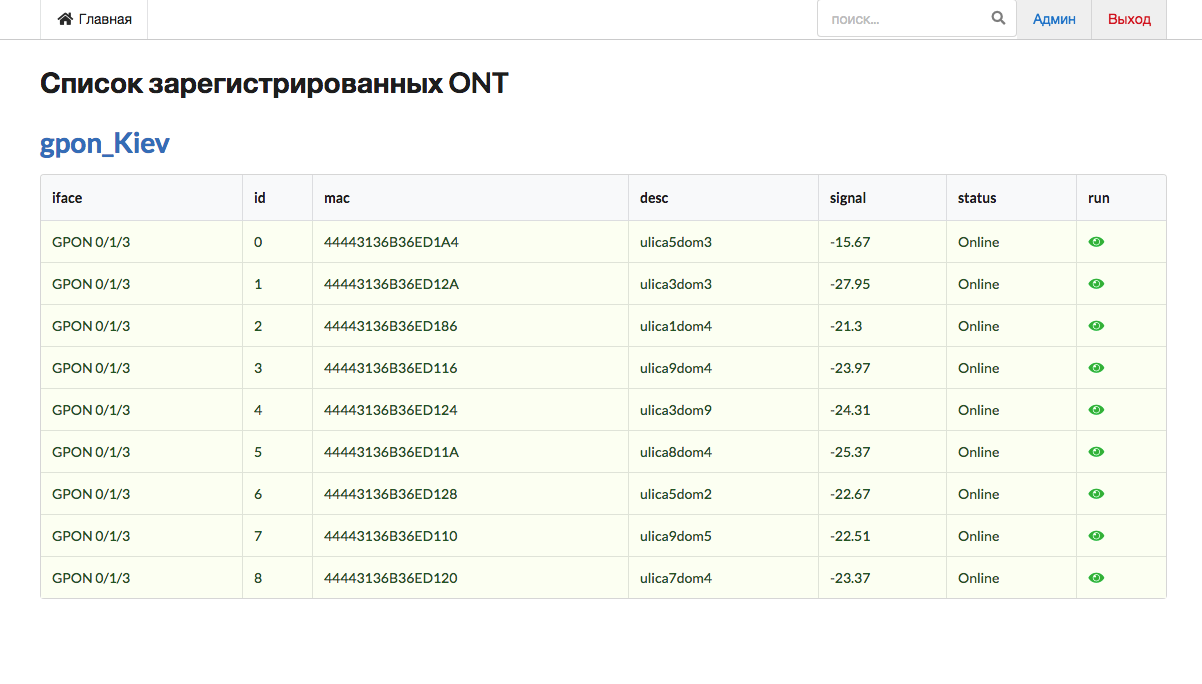 Главная поиск... Админ Выход
Список зарегистрированных ONT
gpon_Kiev
iface id mac desc signal status run
GPON 0/1/3 0 44443136B36ED1A4 ulica5dom3 -15.67 Online
GPON 0/1/3 1 44443136B36ED12A ulica3dom3 -27.95 Online
GPON 0/1/3 2 44443136B36ED186 ulica1dom4 -21.3 Online
GPON 0/1/3 3 44443136B36ED116 ulica9dom4 -23.97 Online
GPON 0/1/3 4 44443136B36ED124 ulica3dom9 -24.31 Online
GPON 0/1/3 5 44443136B36ED11A ulica8dom4 -25.37 Online
GPON 0/1/3 6 44443136B36ED128 ulica5dom2 -22.67 Online
GPON 0/1/3 7 44443136B36ED110 ulica9dom5 -22.51 Online
GPON 0/1/3 8 44443136B36ED120 ulica7dom4 -23.37 Online